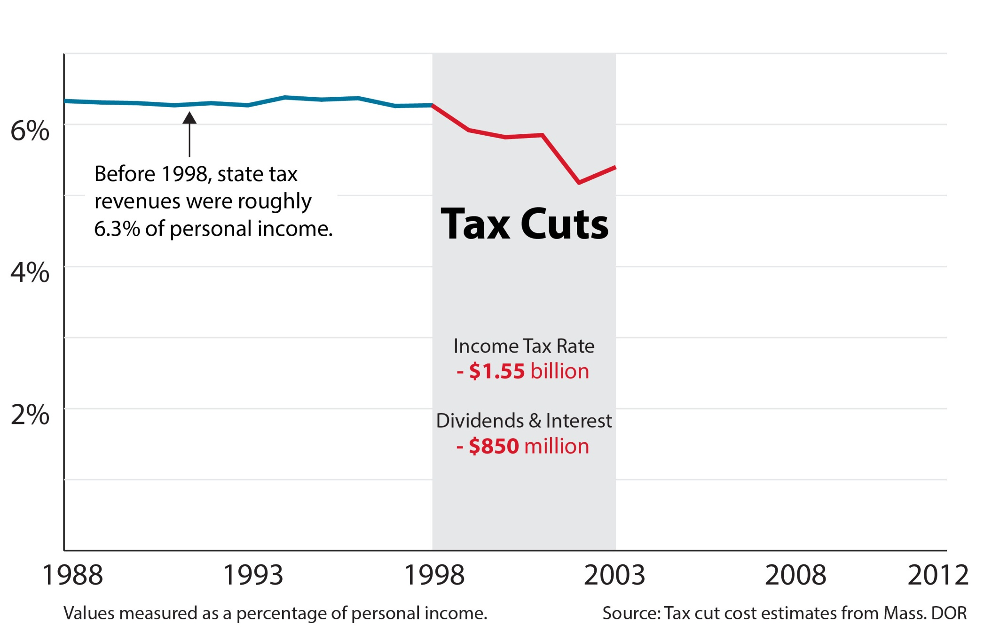 6%
4%
2%
Before 1998, state tax
revenues were roughly
6.3% of personal income.
Tax Cuts
Income Tax Rate
- $1.55 billion
Dividends & Interest
- $850 million
1988 1993 1998 2003 2008 2012
Values measured as a percentage of personal income.
Source: Tax cut cost estimates from Mass. DOR